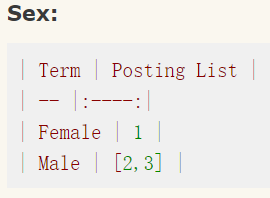 Sex:
| Term | Posting List |
| -- |:----:|
| Female | 1 |
| Male | [2,3] |